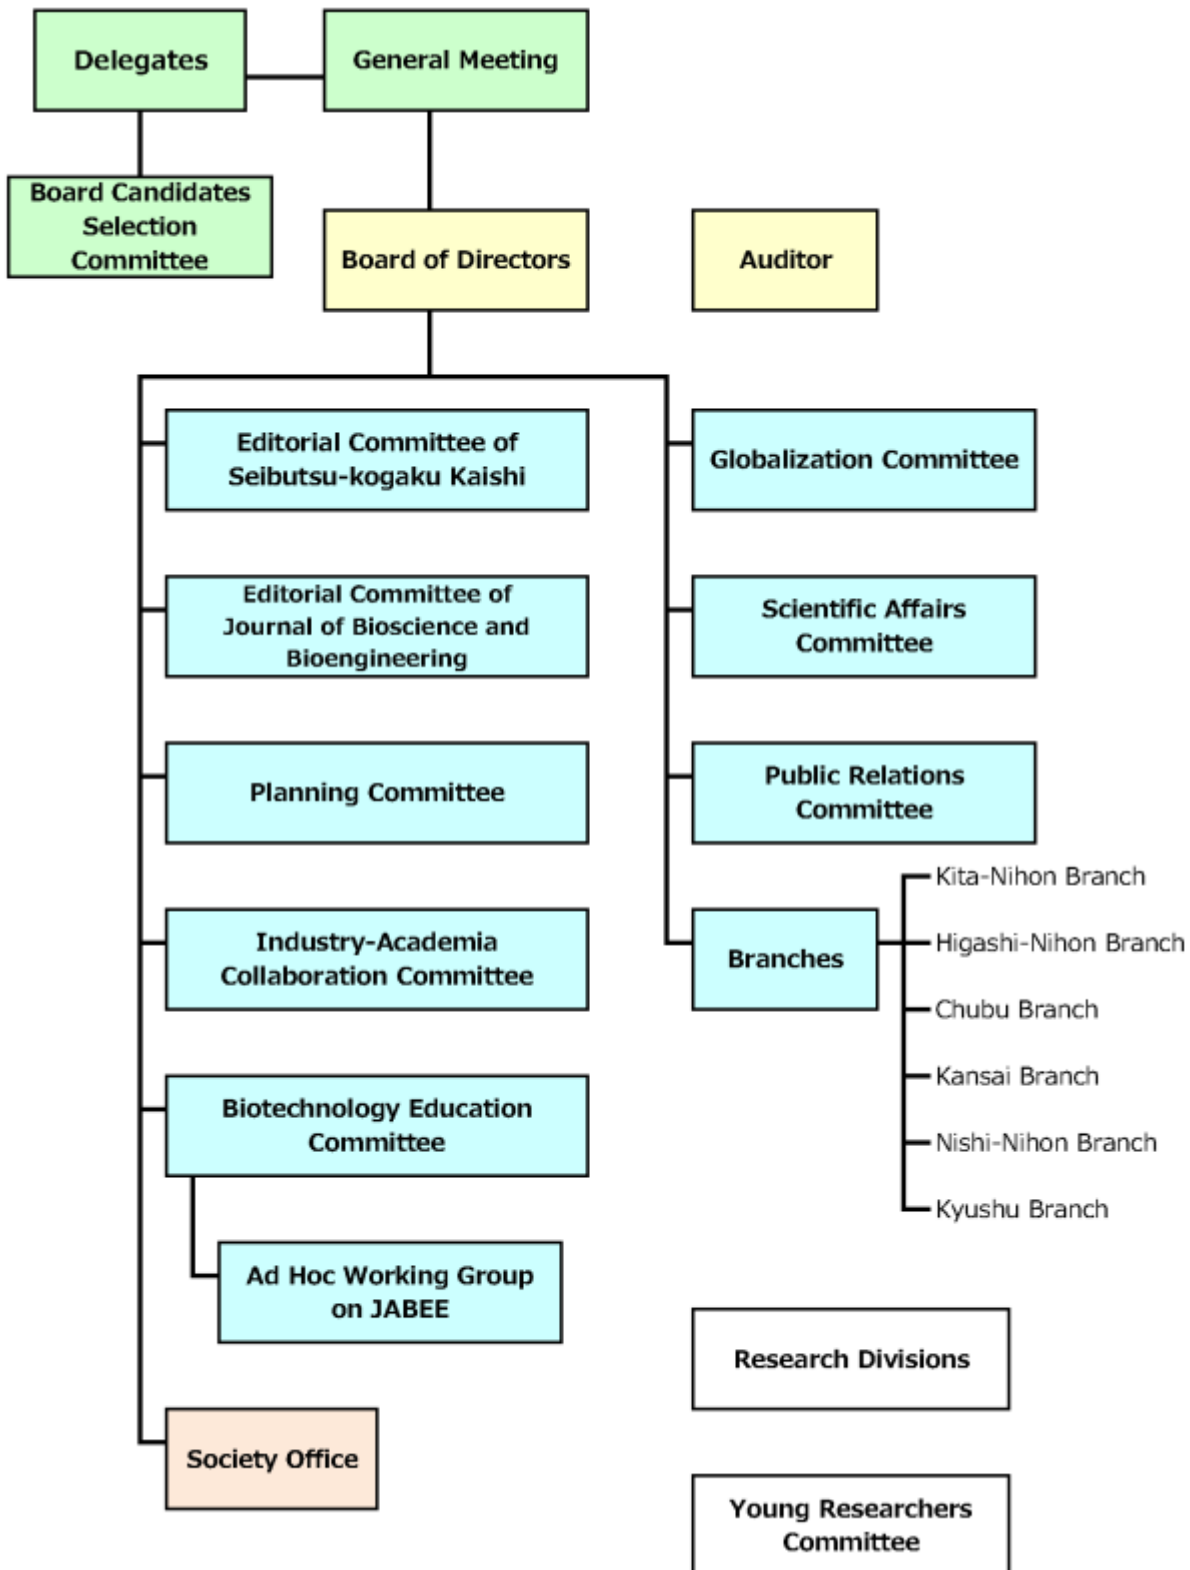 Delegates
General Meeting
Board Candidates
Selection
Committee
Board of Directors
Auditor
Editorial Committee of
Seibutsu-kogaku Kaishi
Globalization Committee
Editorial Committee of
Journal of Bioscience and
Bioengineering
Scientific Affairs
Committee
Planning Committee
Public Relations
Committee
Industry-Academia
Collaboration Committee
Branches
Kita-Nihon Branch
Higashi-Nihon Branch
Chubu Branch
Kansai Branch
Nishi-Nihon Branch
Kyushu Branch
Biotechnology Education
Committee
Ad Hoc Working Group
on JABEE
Research Divisions
Society Office
Young Researchers
Committee